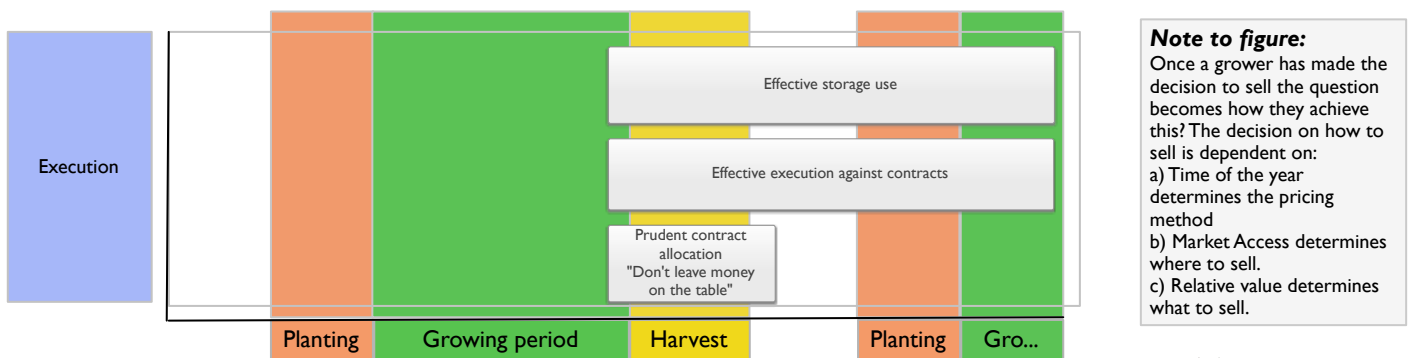 Execution
Effective storage use
Effective execution against contracts
Prudent contract
allocation
"Don't leave money
on the table"
Planting
Growing period
Harvest
Planting
Gro...
Note to figure:
Once a grower has made the
decision to sell the question
becomes how they achieve
this? The decision on how to
sell is dependent on:
a) Time of the year
determines the pricing
method
b) Market Access determines
where to sell.
c) Relative value determines
what to sell.